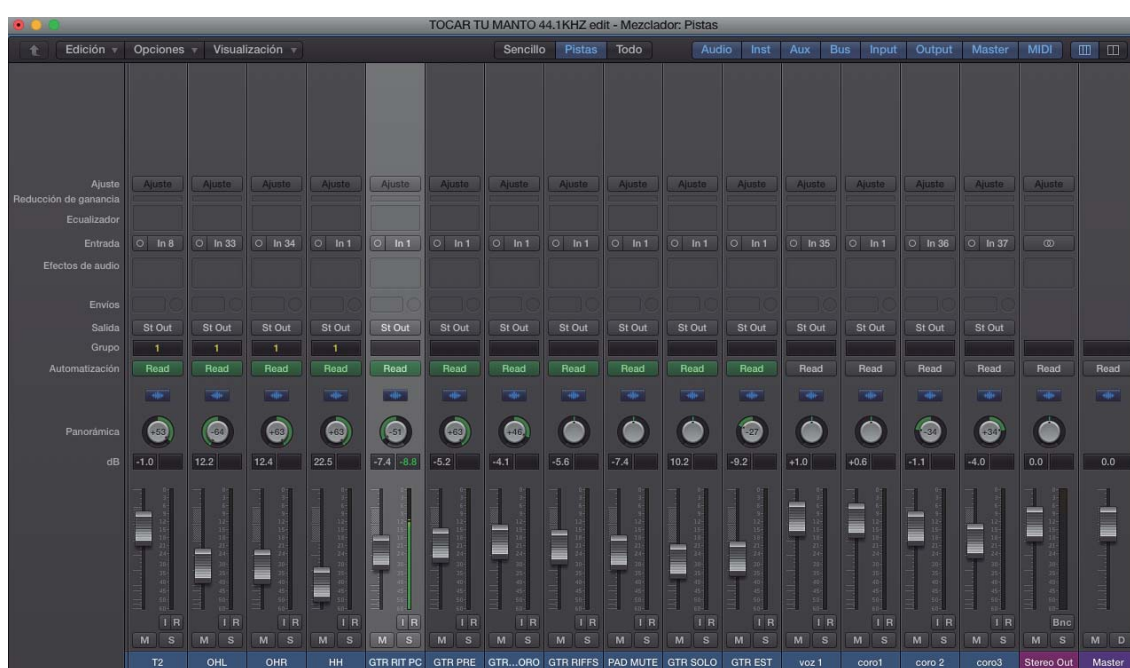 TOCAR TU MANTO 44.1KHZ edit - Mezclador: Pistas
Edición Opciones Visualización Sencillo Pistas Todo Audio Inst Aux Bus Input Output Master MIDI
Ajuste Ajuste Ajuste Ajuste Ajuste Ajuste Ajuste Ajuste Ajuste Ajuste Ajuste Ajuste Ajuste Ajuste Ajuste Ajuste Ajuste
Reducción de ganancia
Ecualizador
Entrada In 8 In 33 In 34 In 1 In 1 In 1 In 1 In 1 In 1 In 1 In 1 In 35 In 1 In 36 In 37
Efectos de audio
Envíos
Salida St Out St Out St Out St Out St Out St Out St Out St Out St Out St Out St Out St Out St Out St Out St Out
Grupo 1 1 1 1
Automatización Read Read Read Read Read Read Read Read Read Read Read Read Read Read Read Read Read
Panorámica +53 -64 +63 +63 -51 +63 +46 -27 -34 +34
dB -1.0 12.2 12.4 22.5 -7.4 -8.8 -5.2 -4.1 -5.6 -7.4 10.2 -9.2 +1.0 +0.6 -1.1 -4.0 0.0 0.0
I R I R I R I R I R I R I R I R I R I R I R I R I R I R I R Bnc
M S M S M S M S M S M S M S M S M S M S M S M S M S M S M S M S M D
T2 OHL OHR HH GTR RIT PC GTR PRE GTR...ORO GTR RIFFS PAD MUTE GTR SOLO GTR EST voz 1 coro1 coro 2 coro3 Stereo Out Master